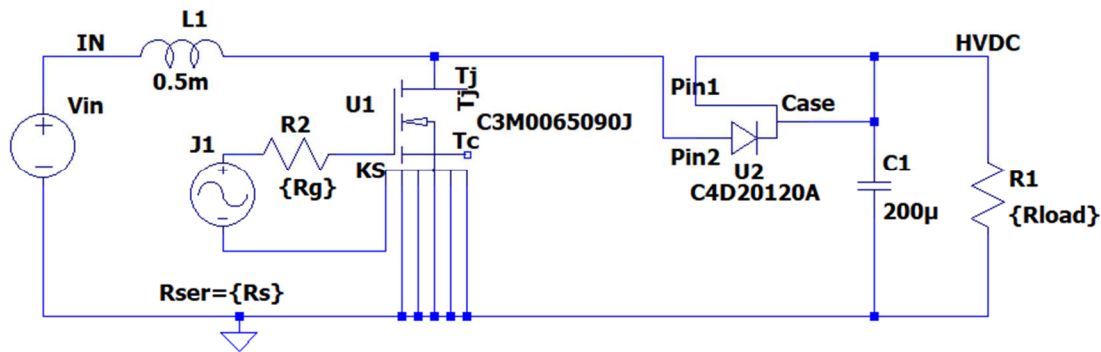 L1
IN
0.5m
Vin
J1
R2
{Rg}
U1
Tj
Tj
C3M0065090J
Tc
KS
Rser={Rs}
Pin1
Pin2
Case
U2
C4D20120A
HVDC
C1
200µ
R1
{Rload}